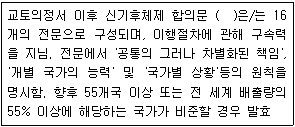 교토의정서 이후 신기후체제 합의문 (  )은/는 16
개의 전문으로 구성되며, 이행절차에 관해 구속력
을 지님. 전문에서 '공통의 그러나 차별화된 책임',
'개별 국가의 능력' 및 '국가별 상황'등의 원칙을
명시함. 향후 55개국 이상 또는 전 세계 배출량의
55% 이상에 해당하는 국가가 비준할 경우 발효